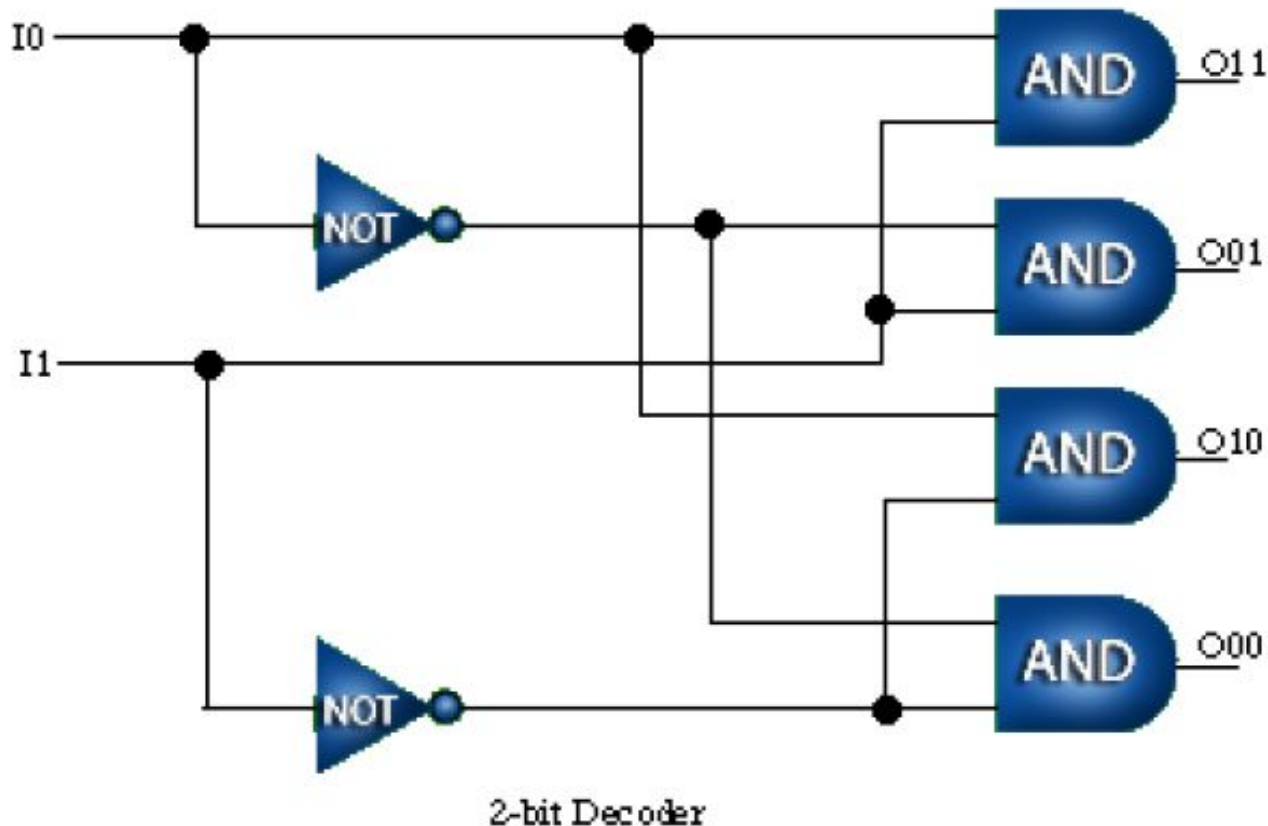 I0
AND
O11
NOT
AND
O01
I1
AND
O10
NOT
AND
O00
2-bit Decoder